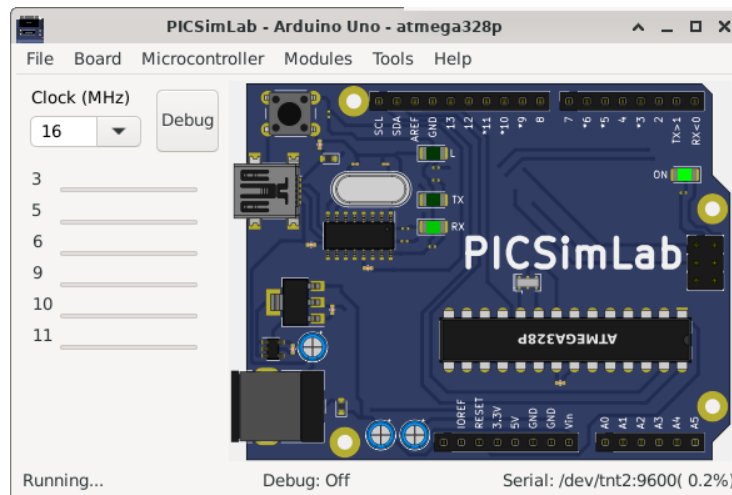 PICSimLab - Arduino Uno - atmega328p
File Board Microcontroller Modules Tools Help
Clock (MHz)
16
Debug
3
5
6
9
10
11
SCL SDA AREF GND 13 12 *11 *10 *9 8 7 *6 *5 4 *3 2 TX>1 RX<0
L
TX
RX
ON
PICSimLab
ATMEGA328P
IOREF RESET 3.3V 5V GND GND Vin A0 A1 A2 A3 A4 A5
Running... Debug: Off Serial: /dev/tnt2:9600( 0.2%)